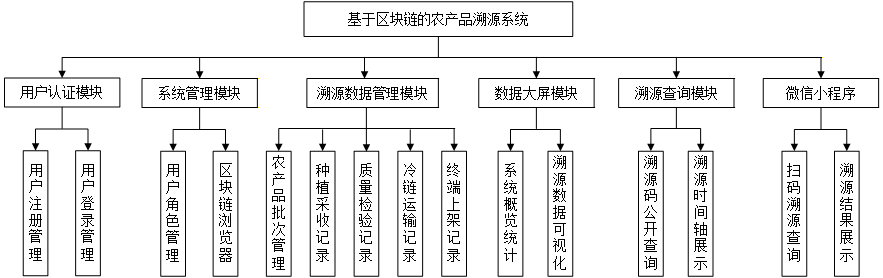 基于区块链的农产品溯源系统
用户认证模块
系统管理模块
溯源数据管理模块
数据大屏模块
溯源查询模块
微信小程序
用户注册管理
用户登录管理
用户角色管理
区块链浏览器
农产品批次管理
种植采收记录
质量检验记录
冷链运输记录
终端上架记录
系统概览统计
溯源数据可视化
溯源码公开查询
溯源时间轴展示
扫码溯源查询
溯源结果展示